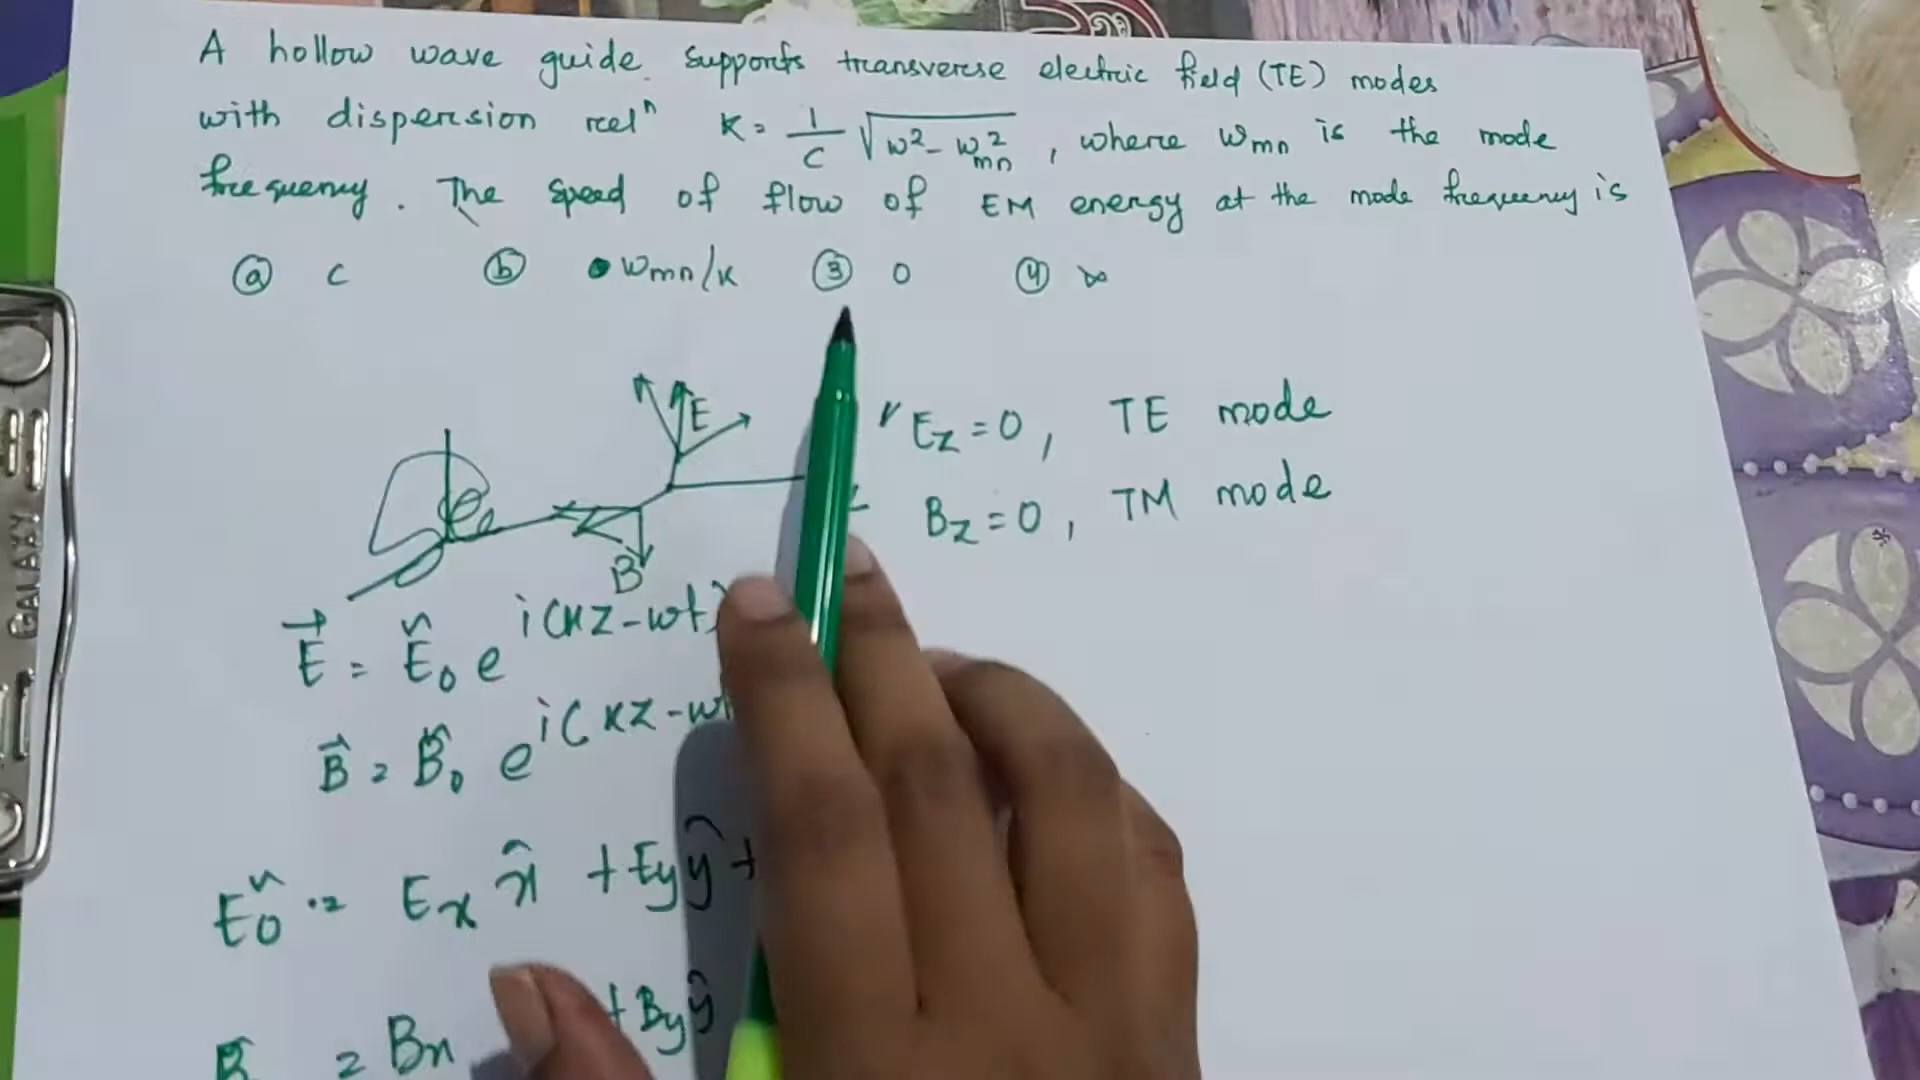 A hollow wave guide supports transverse electric field (TE) modes
with dispersion relⁿ K = 1/C √(ω² - ω²mn), where ωmn is the mode
frequency. The speed of flow of EM energy at the mode frequency is
ⓐ C ⓑ ωmn/K ③ 0 ④ ∞
E
Ez = 0, TE mode
Bz = 0, TM mode
B
E⃗ = Ẽ₀ e^i(Kz-ωt)
B⃗ = B̃₀ e^i(Kz-ω
Ẽ₀ = Ex x̂ + Ey ŷ +
= Bx + By ŷ
GALAXY